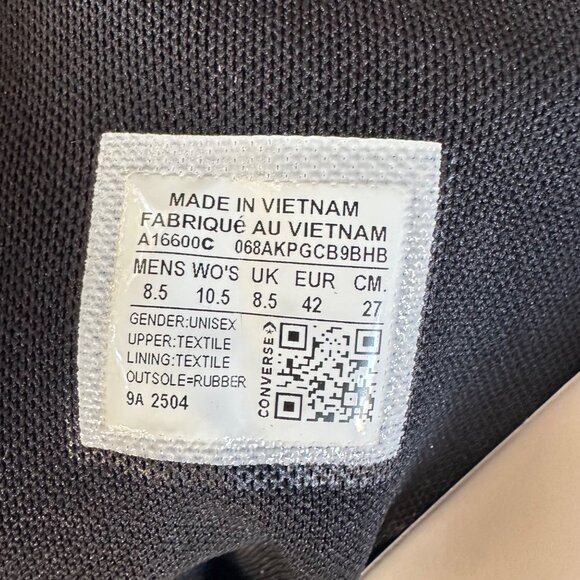 MADE IN VIETNAM
FABRIQUé AU VIETNAM
A16600C 068AKPGCB9BHB
MENS WO'S UK EUR CM.
8.5 10.5 8.5 42 27
GENDER:UNISEX
UPPER:TEXTILE
LINING:TEXTILE
OUTSOLE=RUBBER
9A 2504
CONVERSE